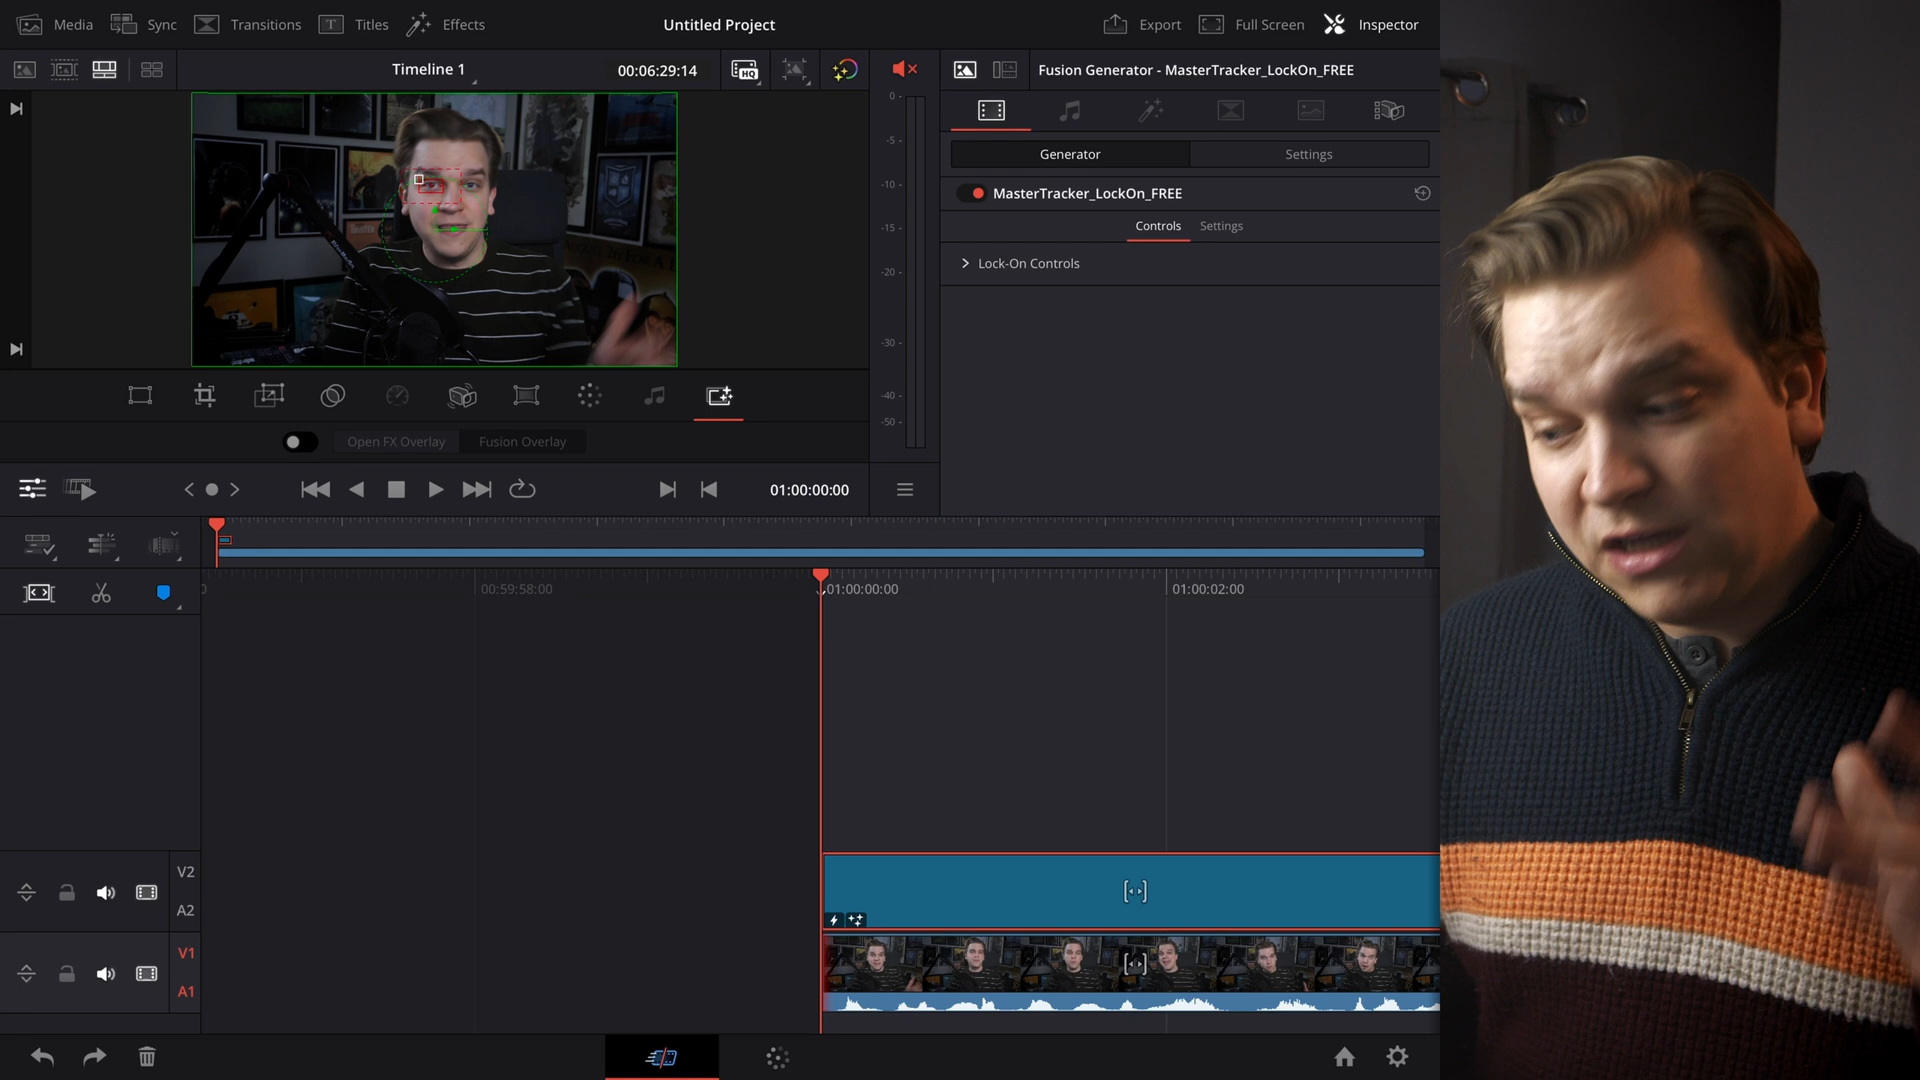 Media
Sync
Transitions
Titles
Effects
Untitled Project
Export
Full Screen
Inspector
Timeline 1
00:06:29:14
HQ
Fusion Generator - MasterTracker_LockOn_FREE
0
-5
-10
-15
-20
-30
-40
-50
Generator
Settings
MasterTracker_LockOn_FREE
Controls
Settings
Lock-On Controls
Open FX Overlay
Fusion Overlay
01:00:00:00
00:59:58:00
01:00:00:00
01:00:02:00
V2
A2
V1
A1